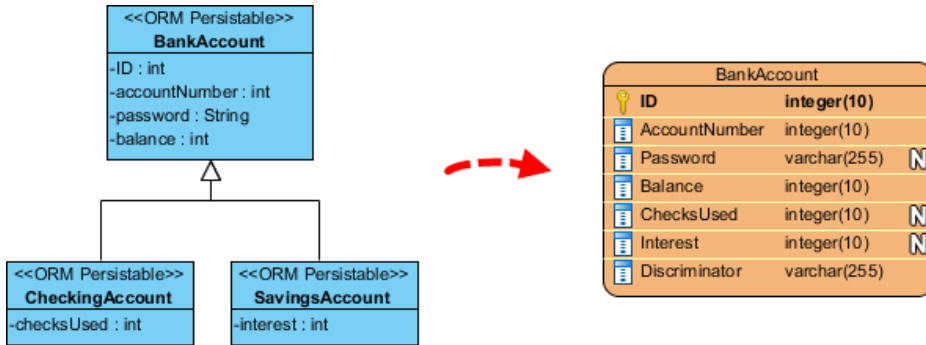 <<ORM Persistable>>
BankAccount
-ID : int
-accountNumber : int
-password : String
-balance : int
<<ORM Persistable>>
CheckingAccount
-checksUsed : int
<<ORM Persistable>>
SavingsAccount
-interest : int
BankAccount
ID integer(10)
AccountNumber integer(10)
Password varchar(255) N
Balance integer(10)
ChecksUsed integer(10) N
Interest integer(10) N
Discriminator varchar(255)